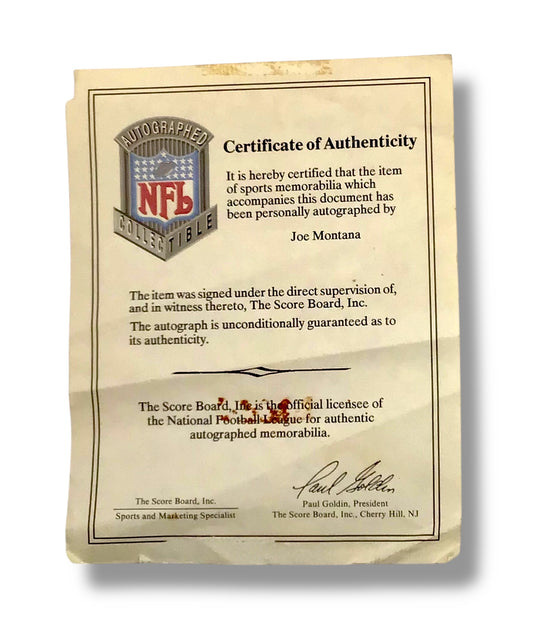 AUTOGRAPHED
NFL
COLLECTIBLE
Certificate of Authenticity
It is hereby certified that the item
of sports memorabilia which
accompanies this document has
been personally autographed by
Joe Montana
The item was signed under the direct supervision of,
and in witness thereto, The Score Board, Inc.
The autograph is unconditionally guaranteed as to
its authenticity.
The Score Board, Inc. is the official licensee of
the National Football League for authentic
autographed memorabilia.
Paul Goldin
The Score Board, Inc.
Sports and Marketing Specialist
Paul Goldin, President
The Score Board, Inc., Cherry Hill, NJ